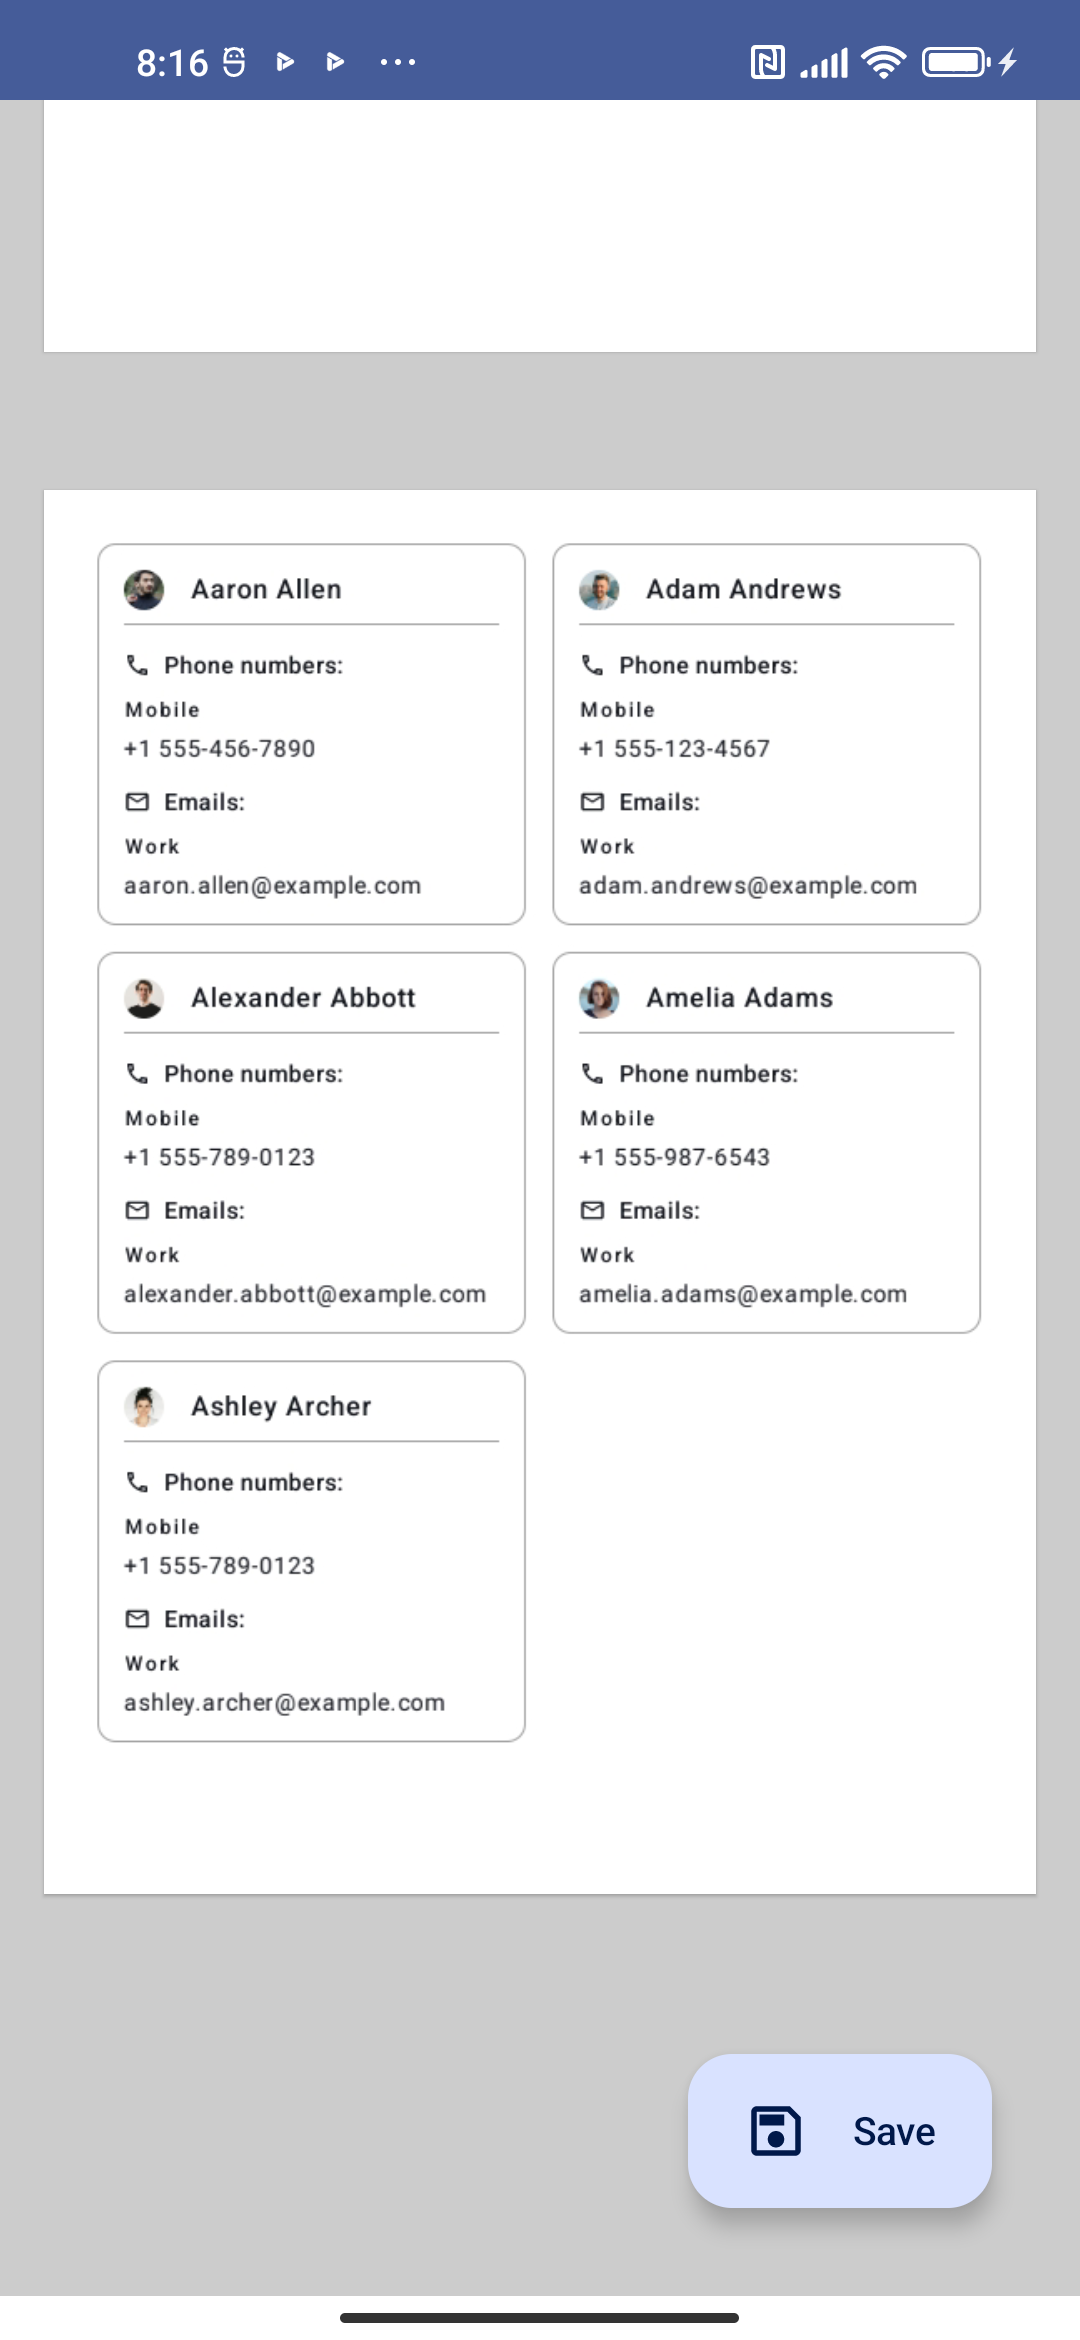 8:16
Aaron Allen
Phone numbers:
Mobile
+1 555-456-7890
Emails:
Work
aaron.allen@example.com
Adam Andrews
Phone numbers:
Mobile
+1 555-123-4567
Emails:
Work
adam.andrews@example.com
Alexander Abbott
Phone numbers:
Mobile
+1 555-789-0123
Emails:
Work
alexander.abbott@example.com
Amelia Adams
Phone numbers:
Mobile
+1 555-987-6543
Emails:
Work
amelia.adams@example.com
Ashley Archer
Phone numbers:
Mobile
+1 555-789-0123
Emails:
Work
ashley.archer@example.com
Save